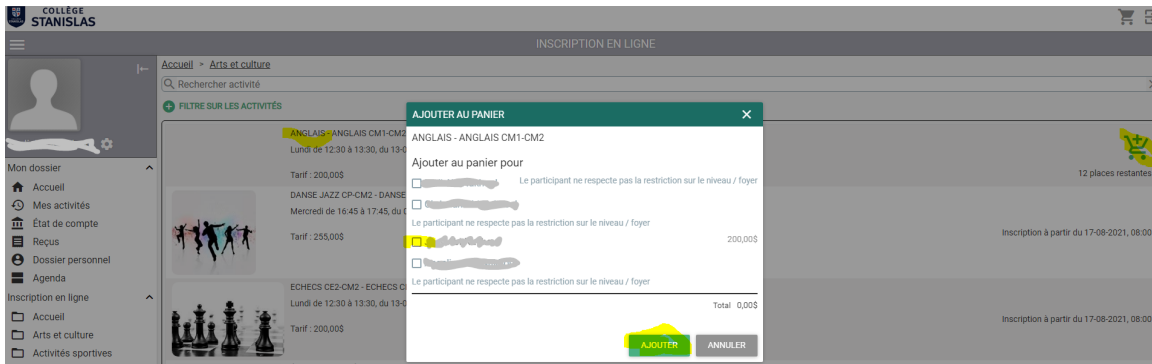 COLLÈGE
STANISLAS
INSCRIPTION EN LIGNE
Accueil > Arts et culture
Rechercher activité
FILTRE SUR LES ACTIVITÉS
ANGLAIS - ANGLAIS CM1-CM2
Lundi de 12:30 à 13:30, du 13-0
Tarif : 200,00$
12 places restantes
DANSE JAZZ CP-CM2 - DANSE
Mercredi de 16:45 à 17:45, du
Tarif : 255,00$
Inscription à partir du 17-08-2021, 08:00
ECHECS CE2-CM2 - ECHECS
Lundi de 12:30 à 13:30, du 13-0
Tarif : 200,00$
Inscription à partir du 17-08-2021, 08:00
Mon dossier
Accueil
Mes activités
État de compte
Reçus
Dossier personnel
Agenda
Inscription en ligne
Accueil
Arts et culture
Activités sportives
AJOUTER AU PANIER
ANGLAIS - ANGLAIS CM1-CM2
Ajouter au panier pour
Le participant ne respecte pas la restriction sur le niveau / foyer
Le participant ne respecte pas la restriction sur le niveau / foyer
200,00$
Le participant ne respecte pas la restriction sur le niveau / foyer
Total 0,00$
AJOUTER ANNULER